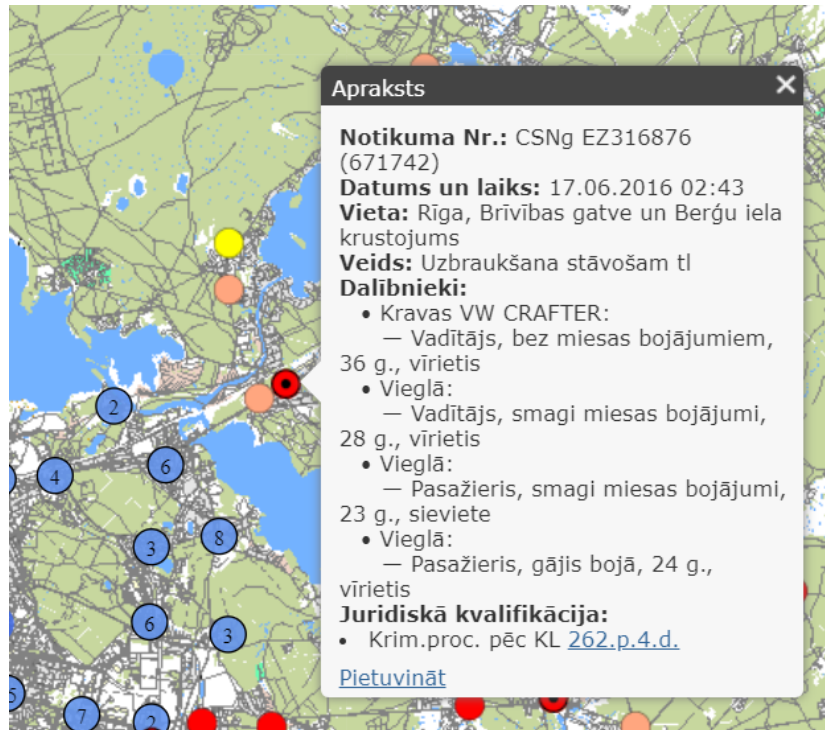 Apraksts
Notikuma Nr.: CSNg EZ316876
(671742)
Datums un laiks: 17.06.2016 02:43
Vieta: Rīga, Brīvības gatve un Berģu iela
krustojums
Veids: Uzbraukšana stāvošam tl
Dalībnieki:
• Kravas VW CRAFTER:
— Vadītājs, bez miesas bojājumiem,
36 g., vīrietis
• Vieglā:
— Vadītājs, smagi miesas bojājumi,
28 g., vīrietis
• Vieglā:
— Pasažieris, smagi miesas bojājumi,
23 g., sieviete
• Vieglā:
— Pasažieris, gājis bojā, 24 g.,
vīrietis
Juridiskā kvalifikācija:
• Krim.proc. pēc KL 262.p.4.d.
Pietuvināt
2
6
4
8
3
6
3
5
7
2